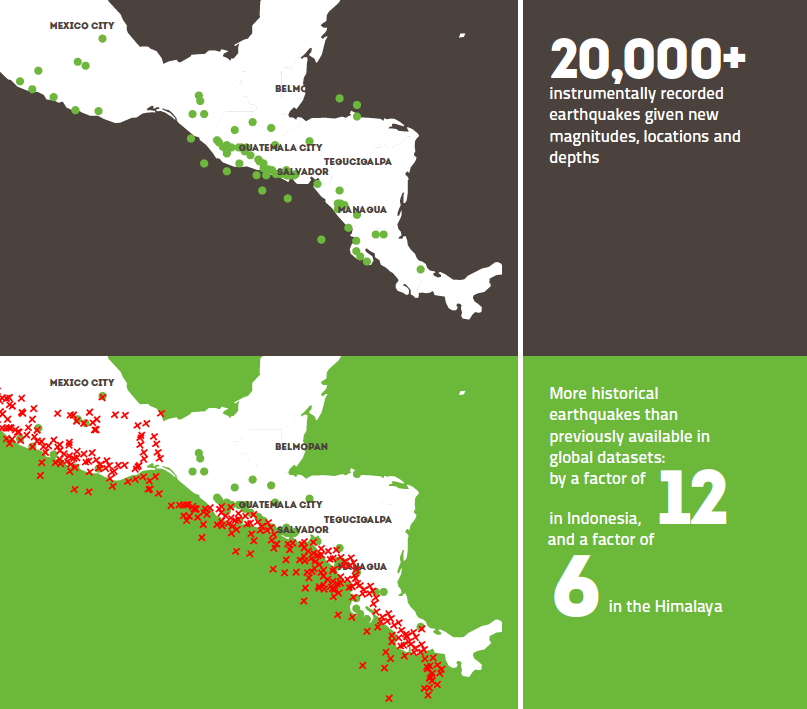 MEXICO CITY
BELMO
GUATEMALA CITY
TEGUCIGALPA
SALVADOR
MANAGUA
20,000+
instrumentally recorded
earthquakes given new
magnitudes, locations and
depths
MEXICO CITY
BELMOPAN
GUATEMALA CITY
TEGUCIGALPA
SALVADOR
MANAGUA
More historical
earthquakes than
previously available in
global datasets:
by a factor of 12
in Indonesia,
and a factor of
6 in the Himalaya